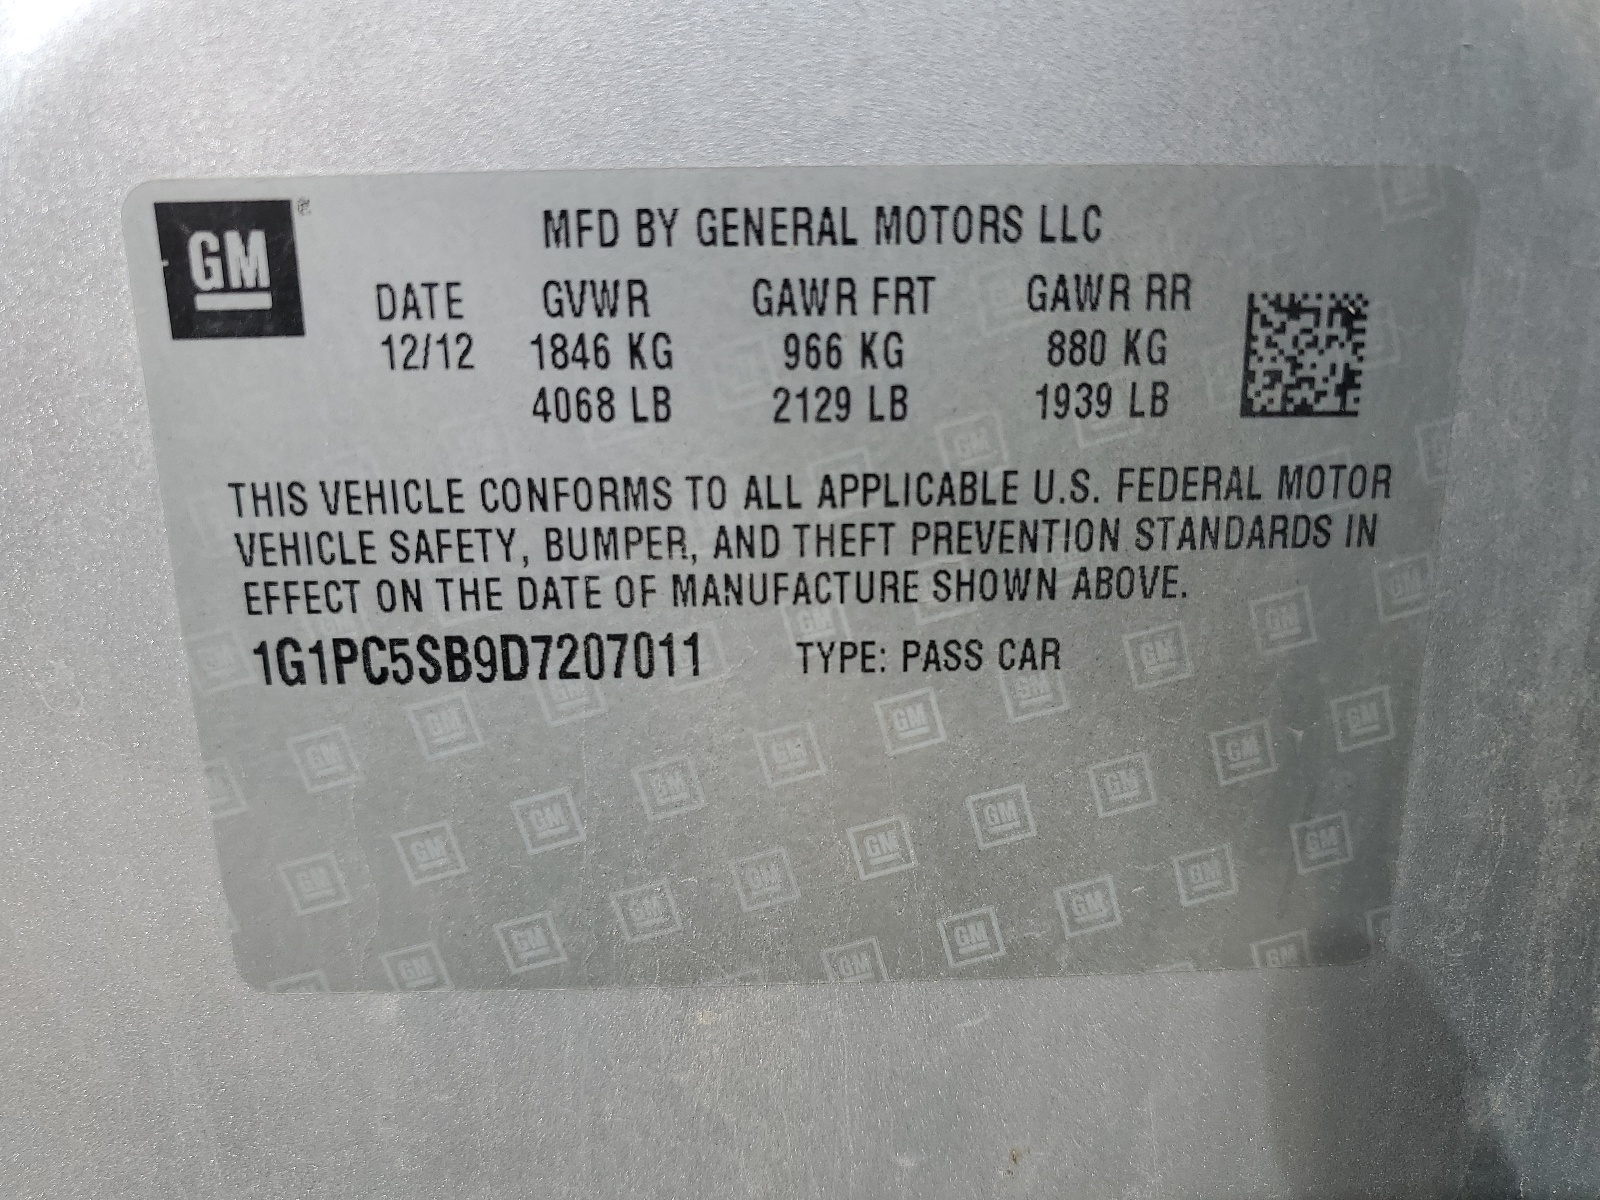 GM
MFD BY GENERAL MOTORS LLC
DATE GVWR GAWR FRT GAWR RR
12/12 1846 KG 966 KG 880 KG
4068 LB 2129 LB 1939 LB
THIS VEHICLE CONFORMS TO ALL APPLICABLE U.S. FEDERAL MOTOR
VEHICLE SAFETY, BUMPER, AND THEFT PREVENTION STANDARDS IN
EFFECT ON THE DATE OF MANUFACTURE SHOWN ABOVE.
1G1PC5SB9D7207011 TYPE: PASS CAR